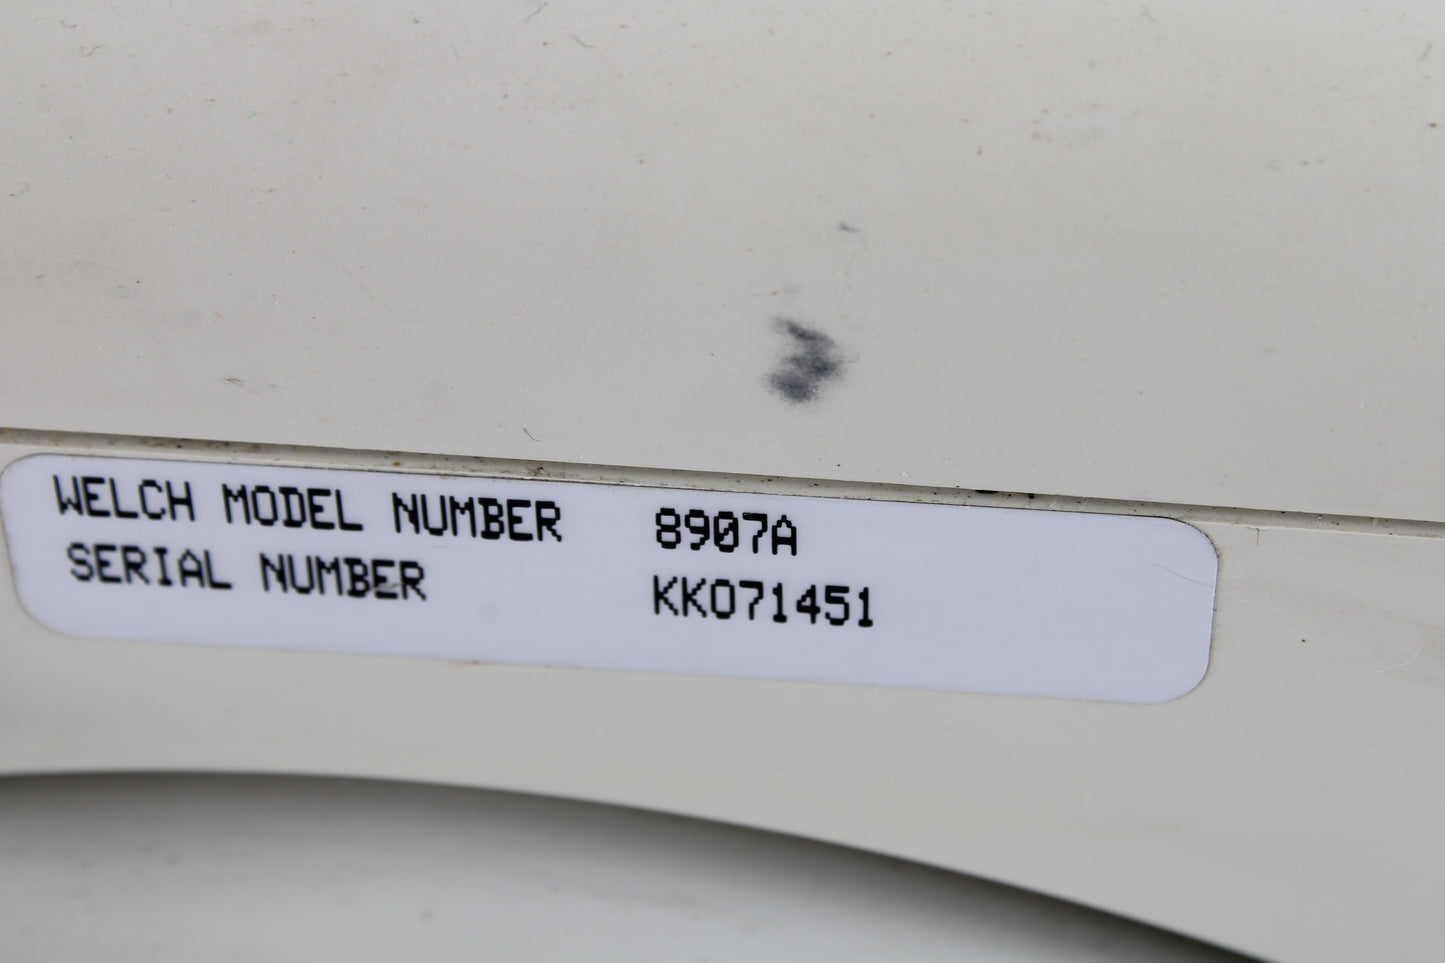 WELCH MODEL NUMBER 8907A
SERIAL NUMBER KK071451